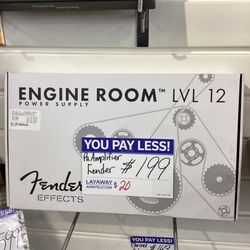 ENGINE ROOM™ LVL 12
POWER SUPPLY
YOU PAY LESS!
Pa Amplifier
Fender $199
LAYAWAY $20
Fender
EFFECTS
YOU PAY LESS!